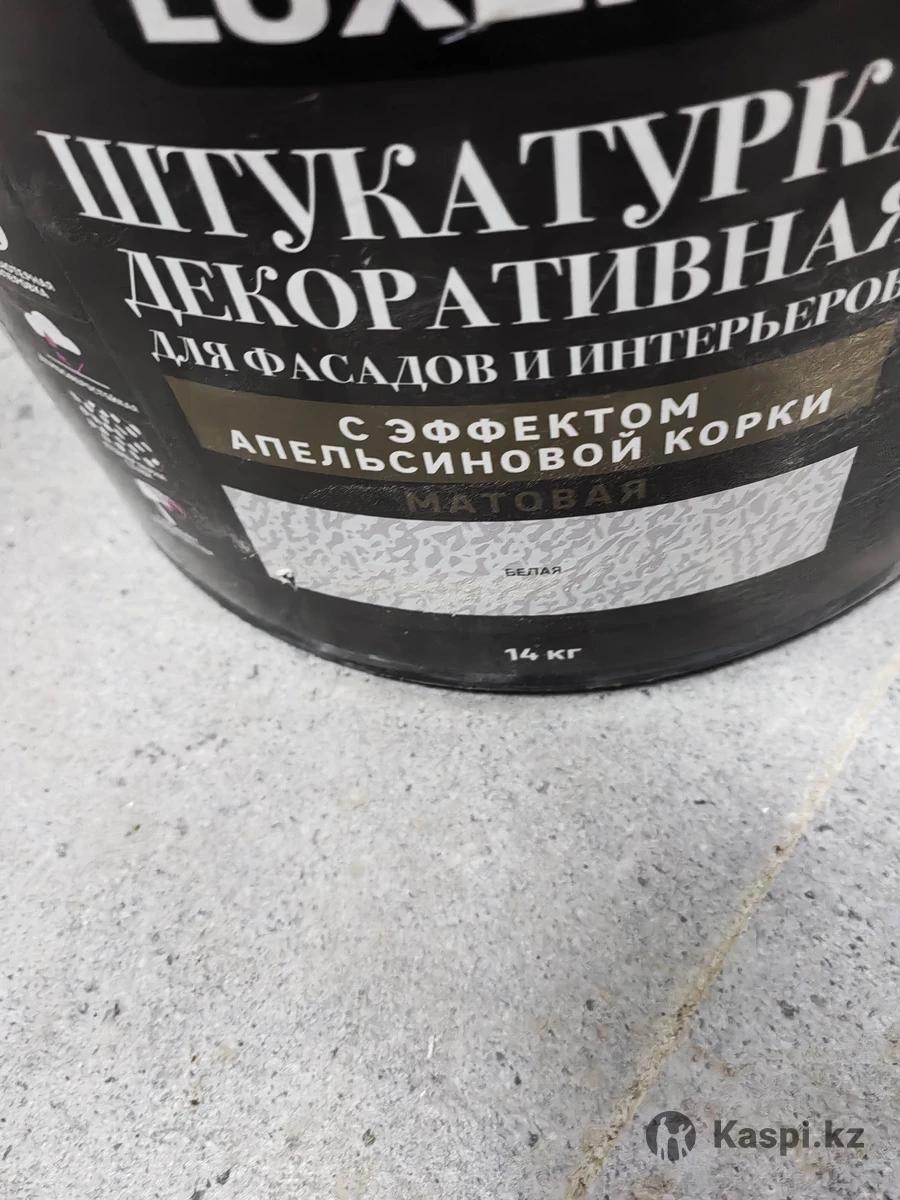 ШТУКАТУРКА
ДЕКОРАТИВНАЯ
ДЛЯ ФАСАДОВ И ИНТЕРЬЕРОВ
С ЭФФЕКТОМ
АПЕЛЬСИНОВОЙ КОРКИ
МАТОВАЯ
БЕЛАЯ
14 кг
Kaspi.kz